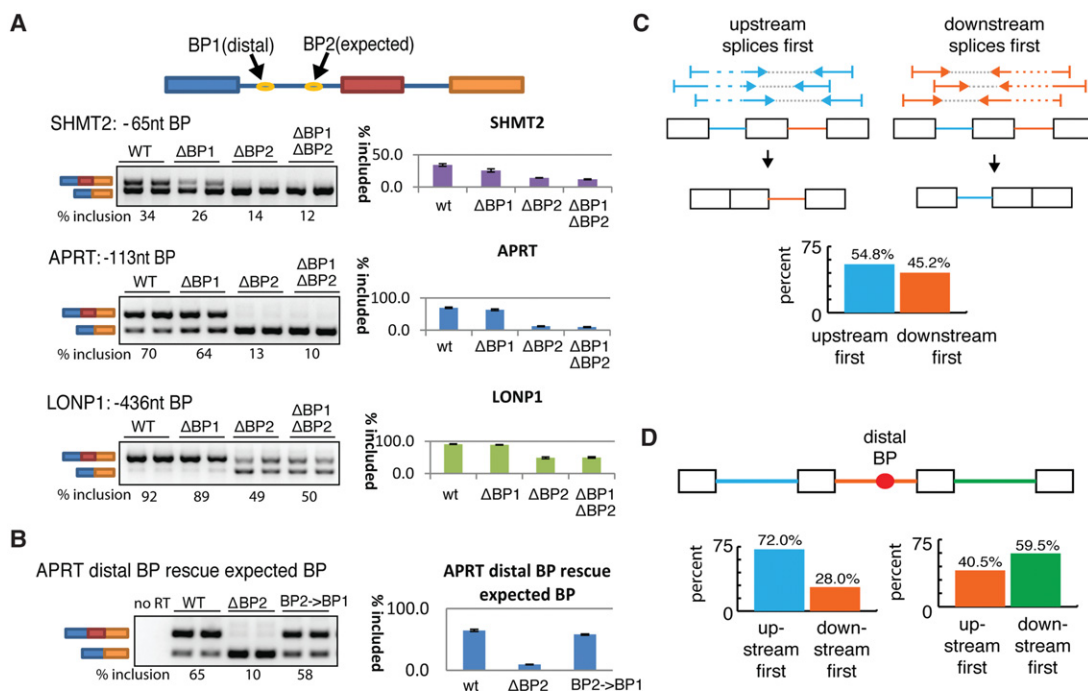 A
BP1(distal)
BP2(expected)
SHMT2: -65nt BP
WT ΔBP1 ΔBP2 ΔBP1 ΔBP2
% inclusion 34 26 14 12
SHMT2
% included
50.0
0.0
wt ΔBP1 ΔBP2 ΔBP1 ΔBP2
APRT: -113nt BP
WT ΔBP1 ΔBP2 ΔBP1 ΔBP2
% inclusion 70 64 13 10
APRT
% included
100.0
0.0
wt ΔBP1 ΔBP2 ΔBP1 ΔBP2
LONP1: -436nt BP
WT ΔBP1 ΔBP2 ΔBP1 ΔBP2
% inclusion 92 89 49 50
LONP1
% included
100.0
0.0
wt ΔBP1 ΔBP2 ΔBP1 ΔBP2
B
APRT distal BP rescue expected BP
no RT WT ΔBP2 BP2->BP1
% inclusion 65 10 58
APRT distal BP rescue
expected BP
% included
100.0
0.0
wt ΔBP2 BP2->BP1
C
upstream
splices first
downstream
splices first
percent
75
0
54.8%
45.2%
upstream
first
downstream
first
D
distal
BP
percent
75
0
72.0%
28.0%
up-
stream
first
down-
stream
first
percent
75
0
40.5%
59.5%
up-
stream
first
down-
stream
first